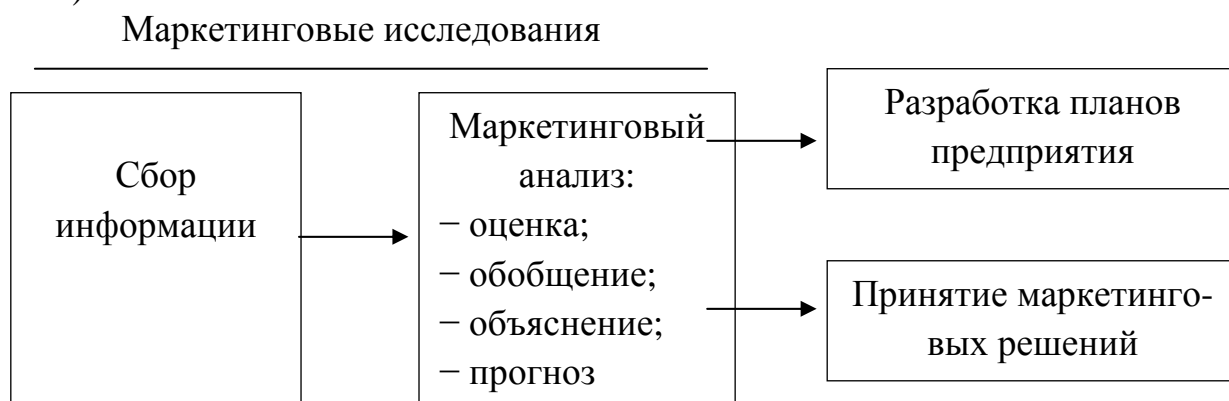 )
Маркетинговые исследования
Сбор
информации
Маркетинговый
анализ:
− оценка;
− обобщение;
− объяснение;
− прогноз
Разработка планов
предприятия
Принятие маркетинго-
вых решений